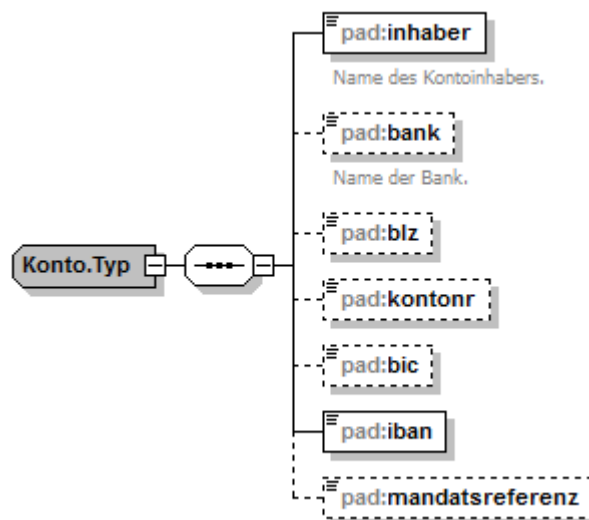 pad:inhaber
Name des Kontoinhabers.
pad:bank
Name der Bank.
pad:blz
Konto.Typ
pad:kontonr
pad:bic
pad:iban
pad:mandatsreferenz